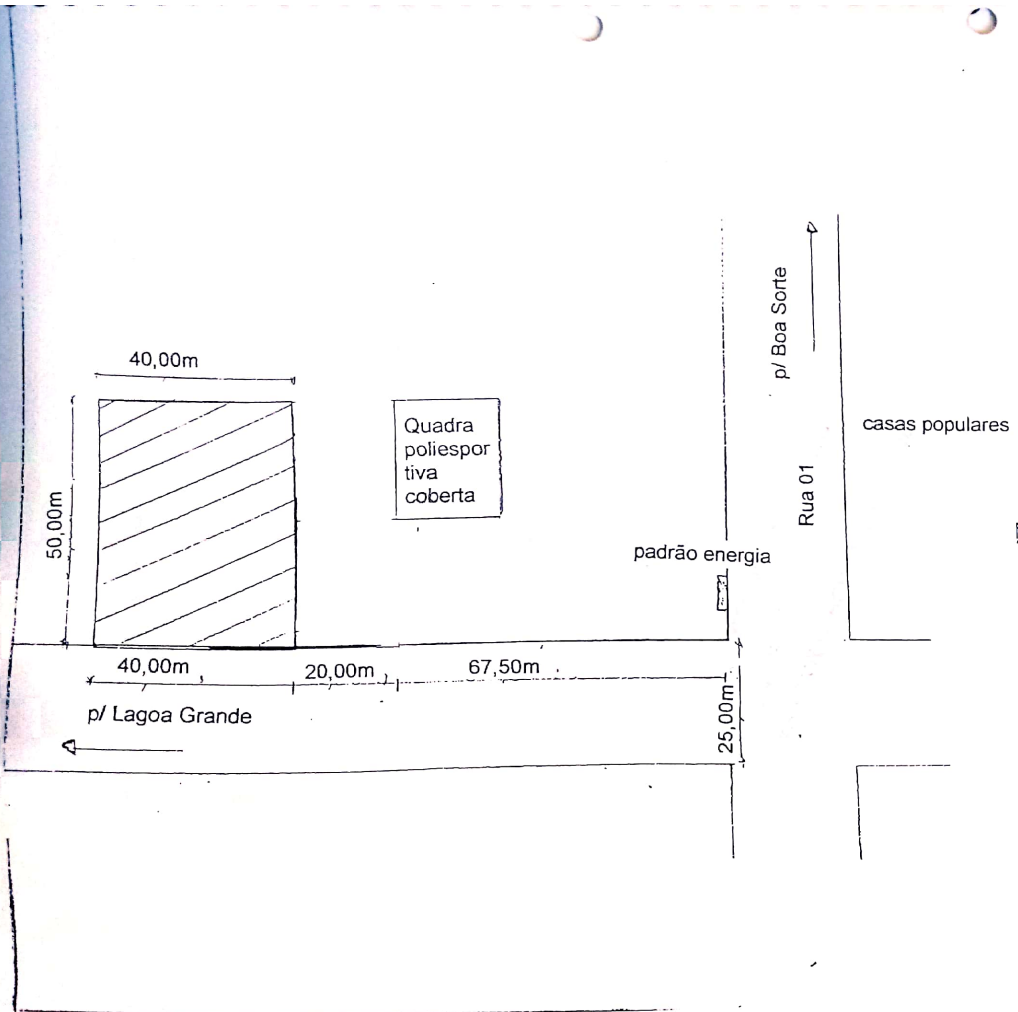 p/ Boa Sorte
40,00m
casas populares
Quadra
poliespor
tiva
coberta
Rua 01
50,00m
padrão energia
40,00m
20,00m
67,50m
25,00m
p/ Lagoa Grande